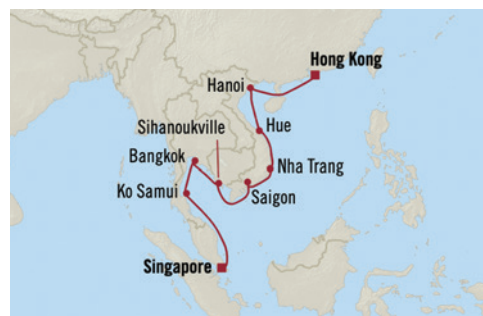 Hong Kong
Hanoi
Sihanoukville
Hue
Bangkok
Nha Trang
Ko Samui
Saigon
Singapore